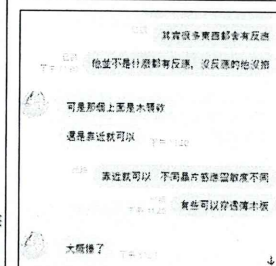 其實很多東西都會有反應
他並不是什麼都有反應，沒反應的他沒拍
可是那個上面是木頭欸
還是靠近就可以
靠近就可以 不同晶片感應靈敏度不同
有些可以穿透薄木板
大概懂了